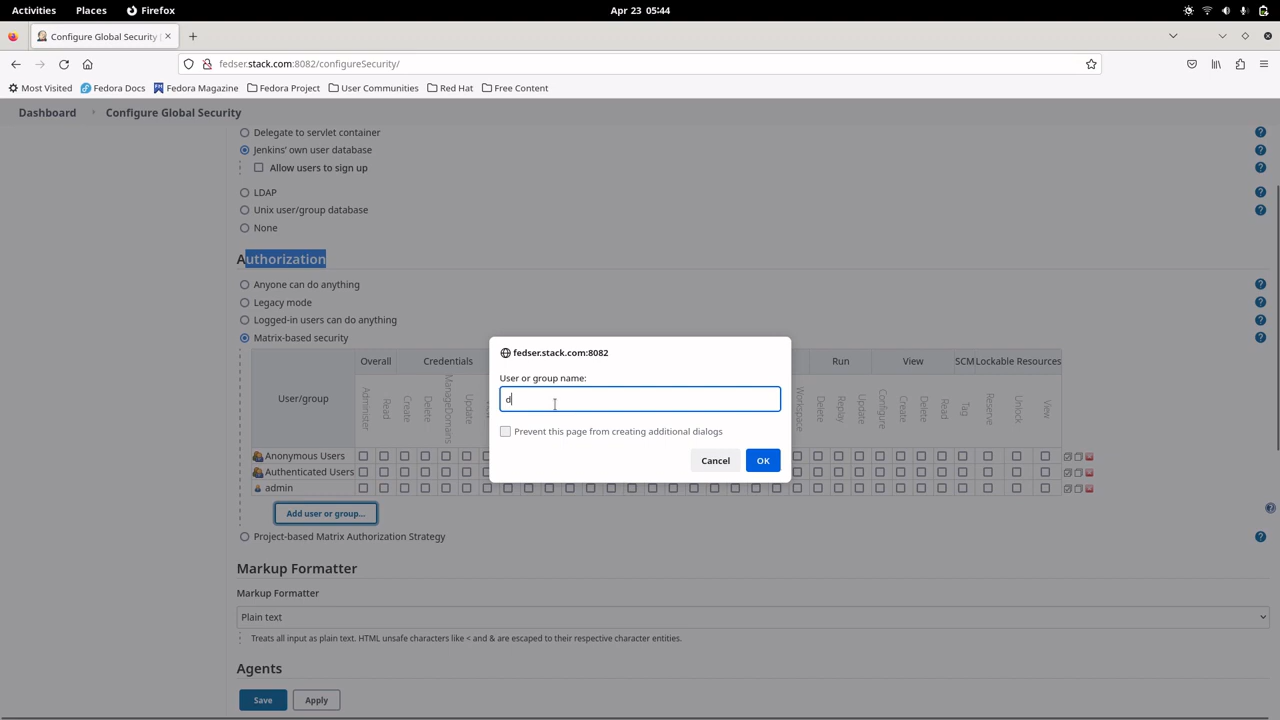 Activities Places Firefox Apr 23 05:44
Configure Global Security [
fedser.stack.com:8082/configureSecurity/
Most Visited Fedora Docs Fedora Magazine Fedora Project User Communities Red Hat Free Content
Dashboard Configure Global Security
Delegate to servlet container
Jenkins' own user database
Allow users to sign up
LDAP
Unix user/group database
None
Authorization
Anyone can do anything
Legacy mode
Logged-in users can do anything
Matrix-based security
fedser.stack.com:8082
User or group name:
d
Prevent this page from creating additional dialogs
Cancel OK
Overall Credentials Run View SCM Lockable Resources
User/group Administer Read Create Delete ManageDomains Update Workspace Delete Replay Update Configure Create Delete Read Tag Reserve Unlock View
Anonymous Users
Authenticated Users
admin
Add user or group...
Project-based Matrix Authorization Strategy
Markup Formatter
Markup Formatter
Plain text
Treats all input as plain text. HTML unsafe characters like < and & are escaped to their respective character entities.
Agents
Save Apply